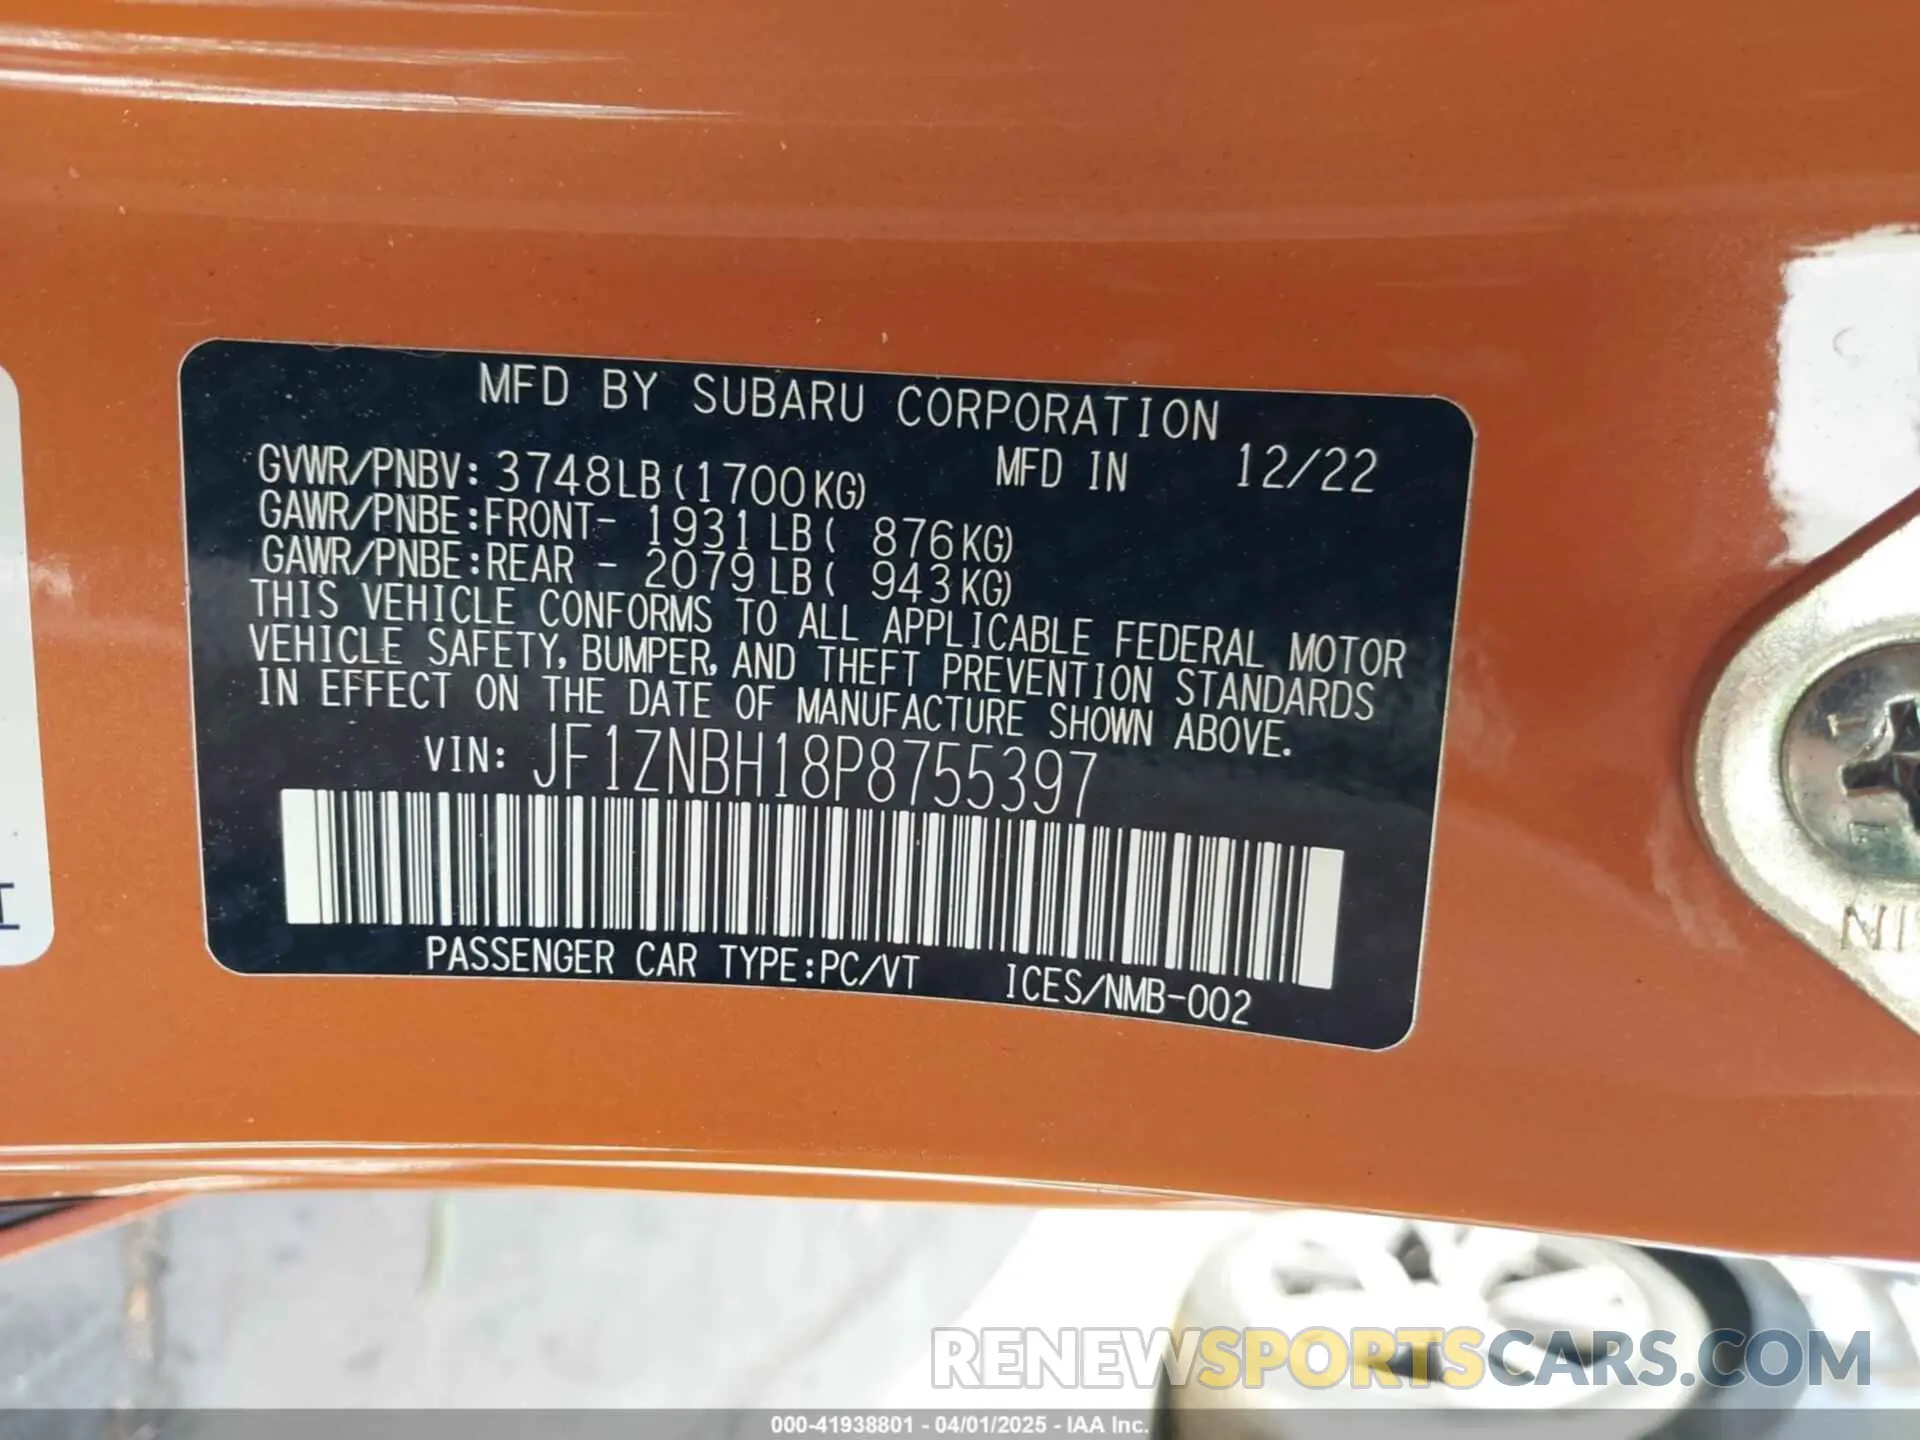 MFD BY SUBARU CORPORATION
GVWR/PNBV: 3748LB(1700KG) MFD IN 12/22
GAWR/PNBE:FRONT- 1931LB( 876KG)
GAWR/PNBE:REAR - 2079LB( 943KG)
THIS VEHICLE CONFORMS TO ALL APPLICABLE FEDERAL MOTOR
VEHICLE SAFETY, BUMPER, AND THEFT PREVENTION STANDARDS
IN EFFECT ON THE DATE OF MANUFACTURE SHOWN ABOVE.
VIN: JF1ZNBH18P8755397
PASSENGER CAR TYPE:PC/VT ICES/NMB-002
RENEWSPORTSCARS.COM
000-41938801 - 04/01/2025 - IAA Inc.